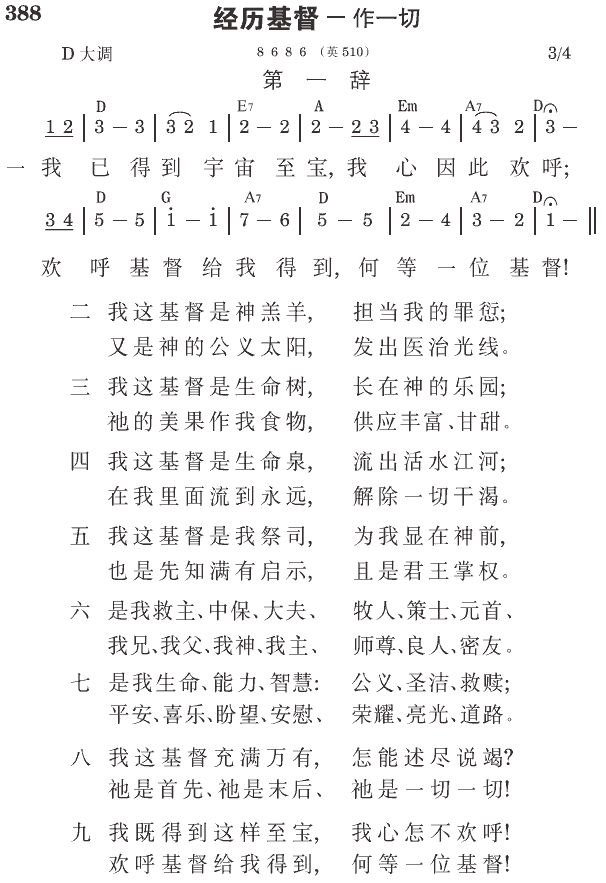 388 经历基督－作一切
D 大调 8 6 8 6 （英 510） 3/4
第一辞
D E7 A Em A7 D
1 2 | 3 － 3 | 3 2 1 | 2 － 2 | 2 － 2 3 | 4 － 4 | 4 3 2 | 3 －
一 我已得到宇宙至宝,我心因此欢呼;
D G A7 D Em A7 D
3 4 | 5 － 5 | i － i | 7 － 6 | 5 － 5 | 2 － 4 | 3 － 2 | 1 － ‖
欢呼基督给我得到,何等一位基督!
二 我这基督是神羔羊, 担当我的罪愆;
又是神的公义太阳, 发出医治光线。
三 我这基督是生命树, 长在神的乐园;
祂的美果作我食物, 供应丰富、甘甜。
四 我这基督是生命泉, 流出活水江河;
在我里面流到永远, 解除一切干渴。
五 我这基督是我祭司, 为我显在神前,
也是先知满有启示, 且是君王掌权。
六 是我救主、中保、大夫、 牧人、策士、元首、
我兄、我父、我神、我主、 师尊、良人、密友。
七 是我生命、能力、智慧: 公义、圣洁、救赎;
平安、喜乐、盼望、安慰、 荣耀、亮光、道路。
八 我这基督充满万有, 怎能述尽说竭?
祂是首先、祂是末后、 祂是一切一切!
九 我既得到这样至宝, 我心怎不欢呼!
欢呼基督给我得到, 何等一位基督!